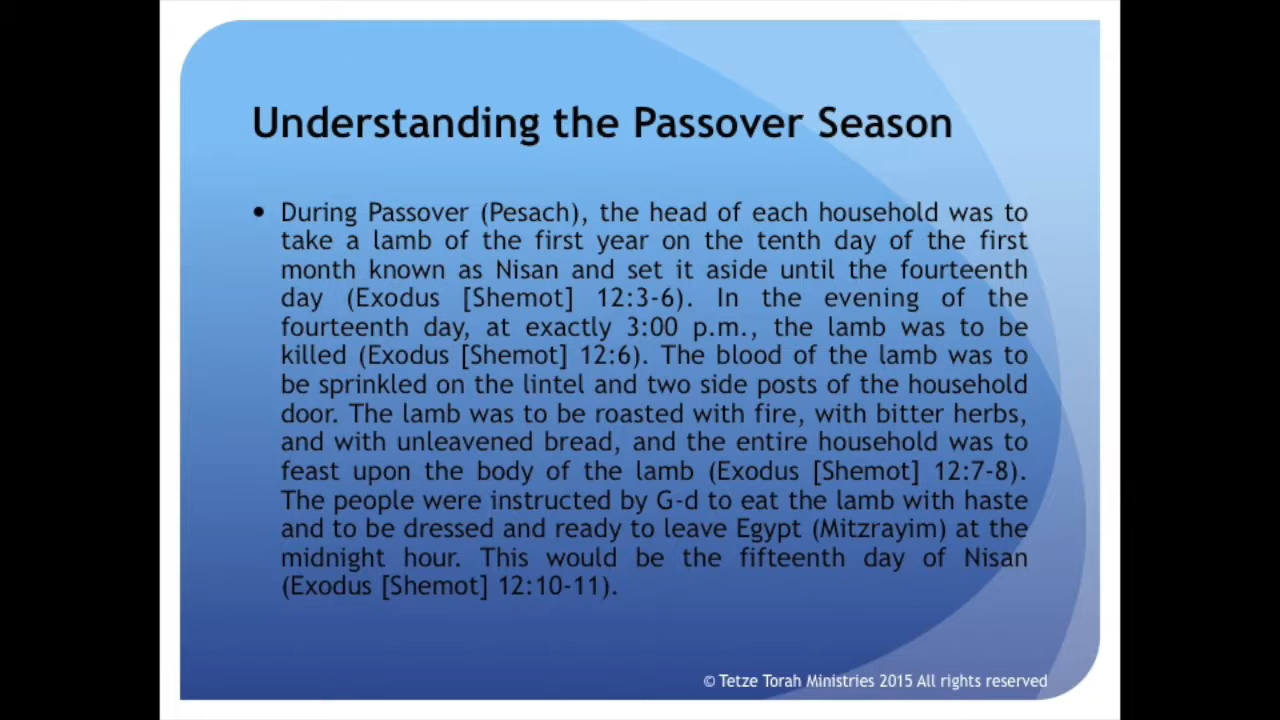 Understanding the Passover Season
• During Passover (Pesach), the head of each household was to
take a lamb of the first year on the tenth day of the first
month known as Nisan and set it aside until the fourteenth
day (Exodus [Shemot] 12:3-6). In the evening of the
fourteenth day, at exactly 3:00 p.m., the lamb was to be
killed (Exodus [Shemot] 12:6). The blood of the lamb was to
be sprinkled on the lintel and two side posts of the household
door. The lamb was to be roasted with fire, with bitter herbs,
and with unleavened bread, and the entire household was to
feast upon the body of the lamb (Exodus [Shemot] 12:7-8).
The people were instructed by G-d to eat the lamb with haste
and to be dressed and ready to leave Egypt (Mitzrayim) at the
midnight hour. This would be the fifteenth day of Nisan
(Exodus [Shemot] 12:10-11).
© Tetze Torah Ministries 2015 All rights reserved